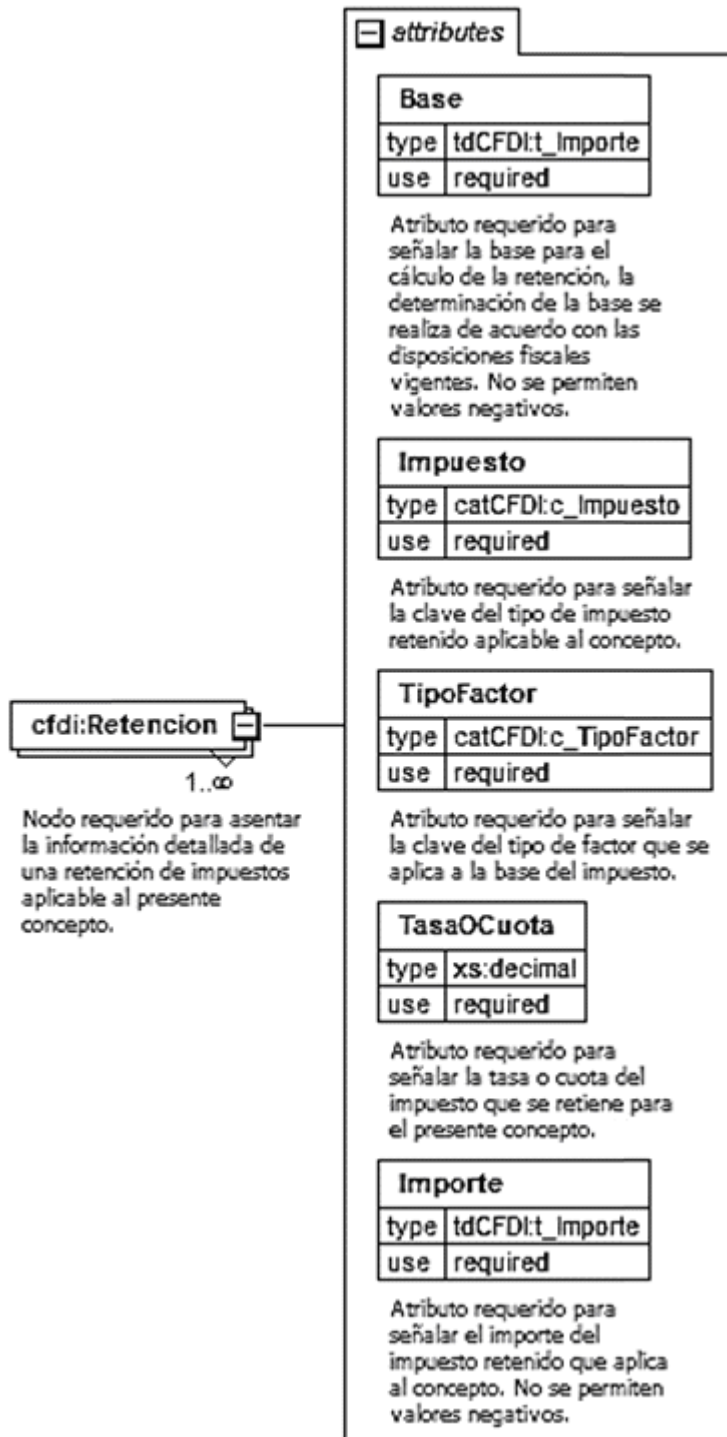 attributes
Base
type tdCFDI:t_Importe
use required
Atributo requerido para
señalar la base para el
cálculo de la retención, la
determinación de la base se
realiza de acuerdo con las
disposiciones fiscales
vigentes. No se permiten
valores negativos.
Impuesto
type catCFDI:c_Impuesto
use required
Atributo requerido para señalar
la clave del tipo de impuesto
retenido aplicable al concepto.
cfdi:Retencion
1..∞
Nodo requerido para asentar
la información detallada de
una retención de impuestos
aplicable al presente
concepto.
TipoFactor
type catCFDI:c_TipoFactor
use required
Atributo requerido para señalar
la clave del tipo de factor que se
aplica a la base del impuesto.
TasaOCuota
type xs:decimal
use required
Atributo requerido para
señalar la tasa o cuota del
impuesto que se retiene para
el presente concepto.
Importe
type tdCFDI:t_Importe
use required
Atributo requerido para
señalar el importe del
impuesto retenido que aplica
al concepto. No se permiten
valores negativos.